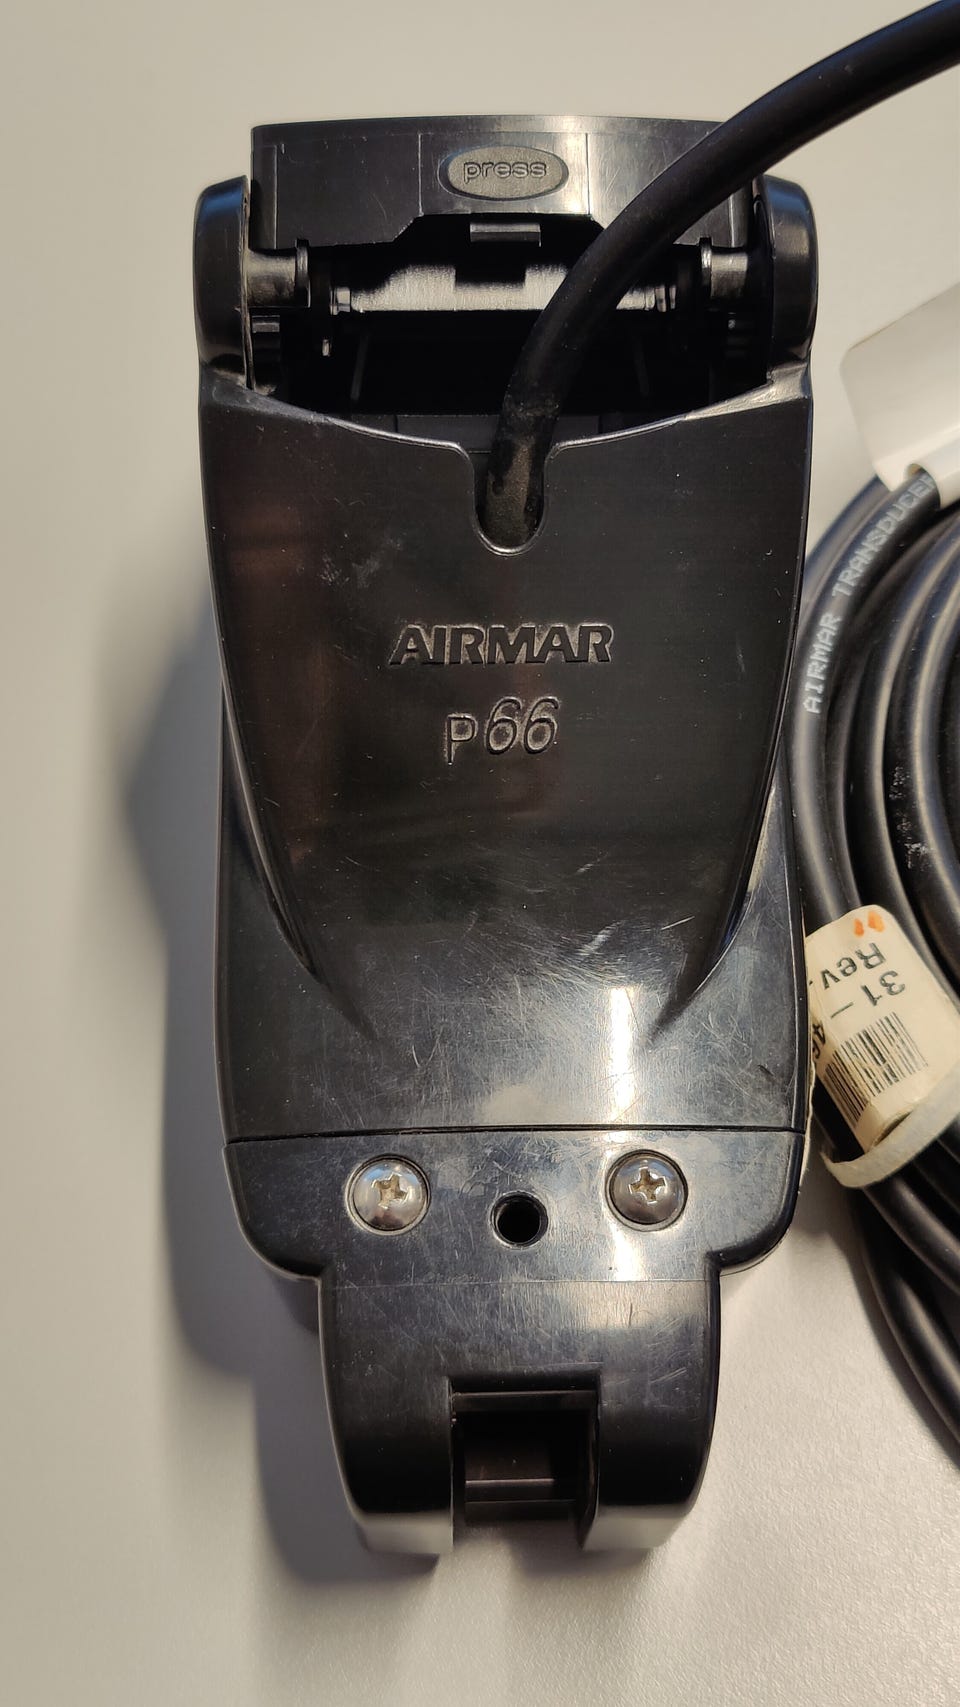 press
AIRMAR
P66
AIRMAR TRANSDUCER
31-
Rev.